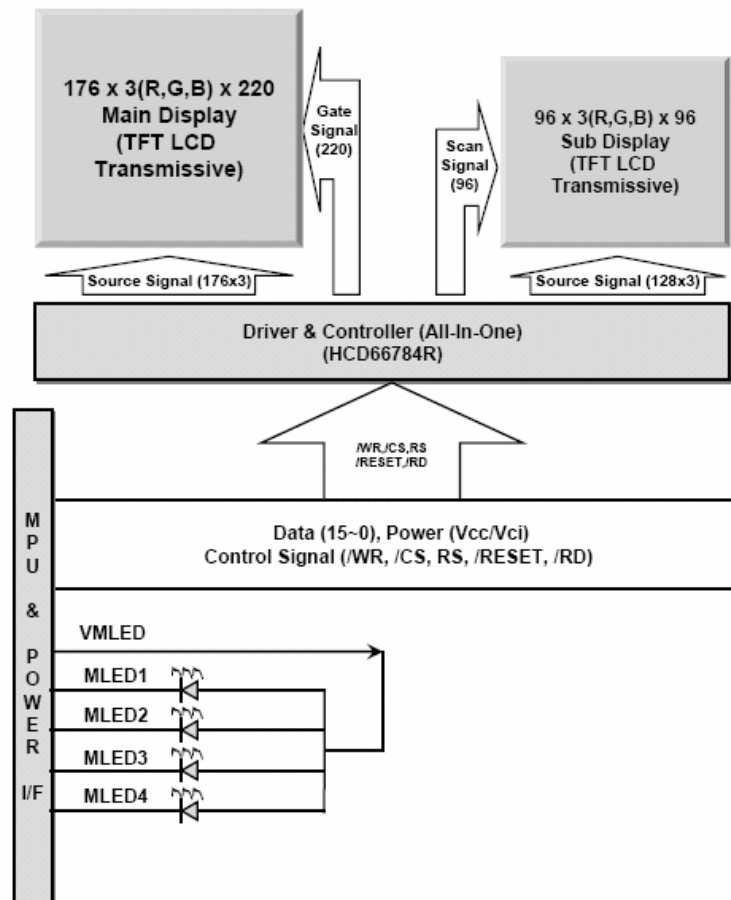 176 x 3(R,G,B) x 220
Main Display
(TFT LCD
Transmissive)
Gate
Signal
(220)
Scan
Signal
(96)
96 x 3(R,G,B) x 96
Sub Display
(TFT LCD
Transmissive)
Source Signal (176x3)
Source Signal (128x3)
Driver & Controller (All-In-One)
(HCD66784R)
/WR,/CS,RS
/RESET,/RD
Data (15~0), Power (Vcc/Vci)
Control Signal (/WR, /CS, RS, /RESET, /RD)
M
P
U
&
P
O
W
E
R
I/F
VMLED
MLED1
MLED2
MLED3
MLED4